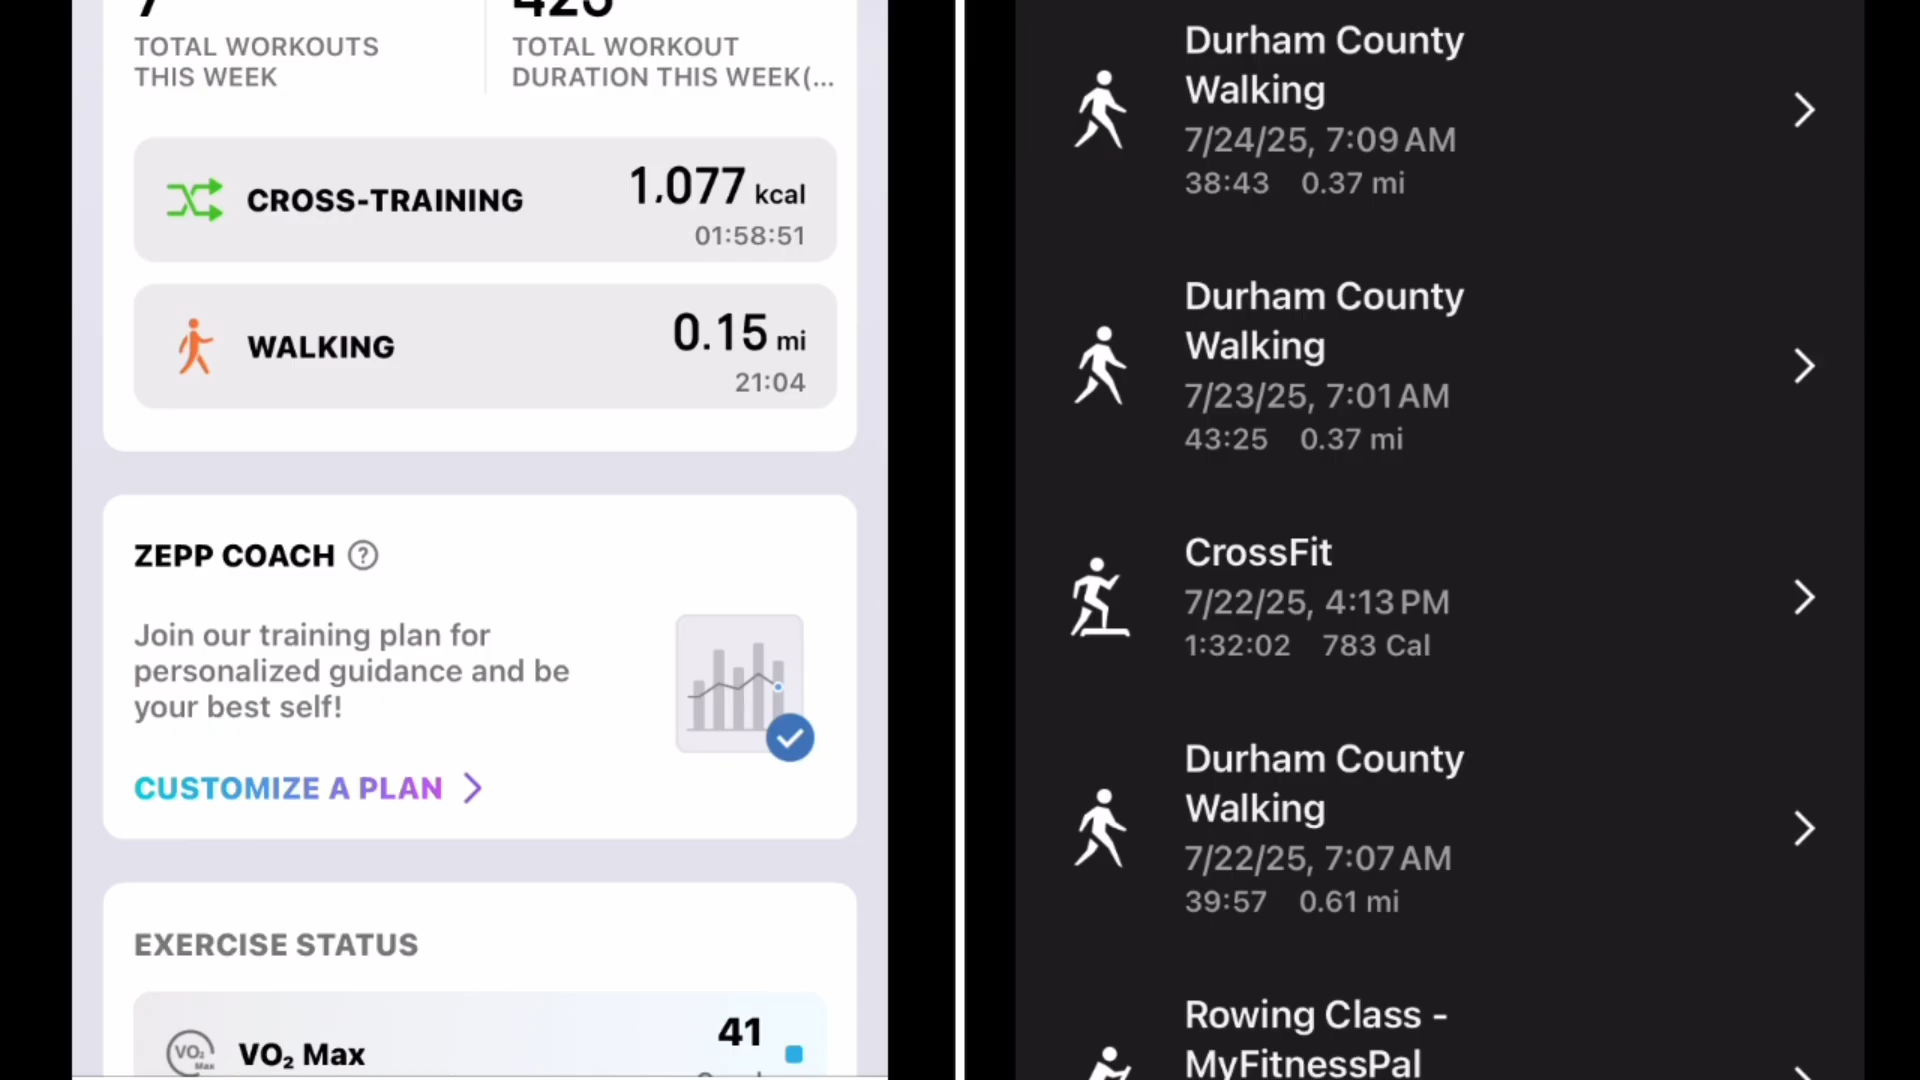 TOTAL WORKOUTS
THIS WEEK
TOTAL WORKOUT
DURATION THIS WEEK(...
CROSS-TRAINING
1,077 kcal
01:58:51
WALKING
0.15 mi
21:04
ZEPP COACH ?
Join our training plan for
personalized guidance and be
your best self!
CUSTOMIZE A PLAN
EXERCISE STATUS
VO₂ Max
VO₂ Max
41
Durham County
Walking
7/24/25, 7:09 AM
38:43 0.37 mi
Durham County
Walking
7/23/25, 7:01 AM
43:25 0.37 mi
CrossFit
7/22/25, 4:13 PM
1:32:02 783 Cal
Durham County
Walking
7/22/25, 7:07 AM
39:57 0.61 mi
Rowing Class -
MyFitnessPal